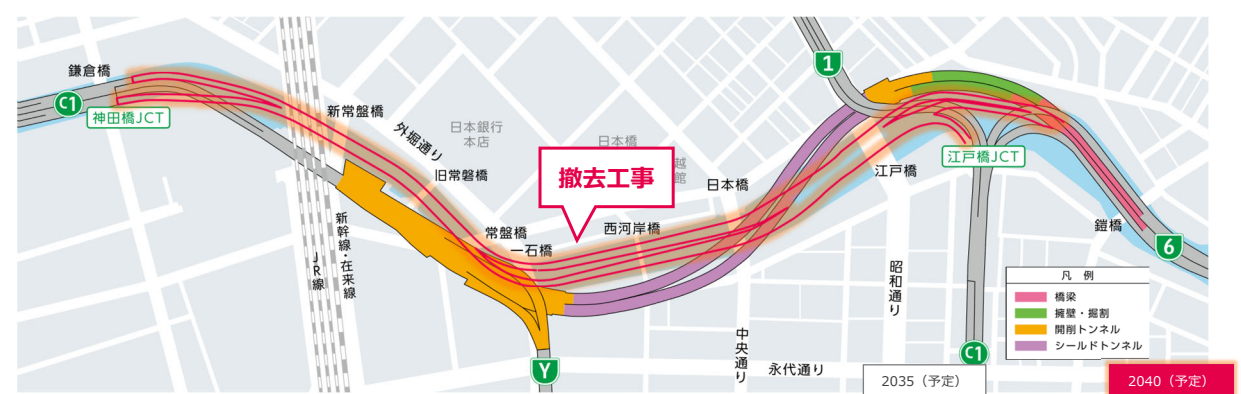 鎌倉橋
C1
神田橋JCT
新常盤橋
外堀通り
日本銀行
本店
旧常磐橋
常盤橋
一石橋
新幹線・在来線
JR線
撤去工事
日本橋
越
館
西河岸橋
日本橋
1
江戸橋
江戸橋JCT
鎧橋
6
昭和通り
中央通り
永代通り
Y
C1
凡 例
橋梁
擁壁・掘割
開削トンネル
シールドトンネル
2035（予定）
2040（予定）